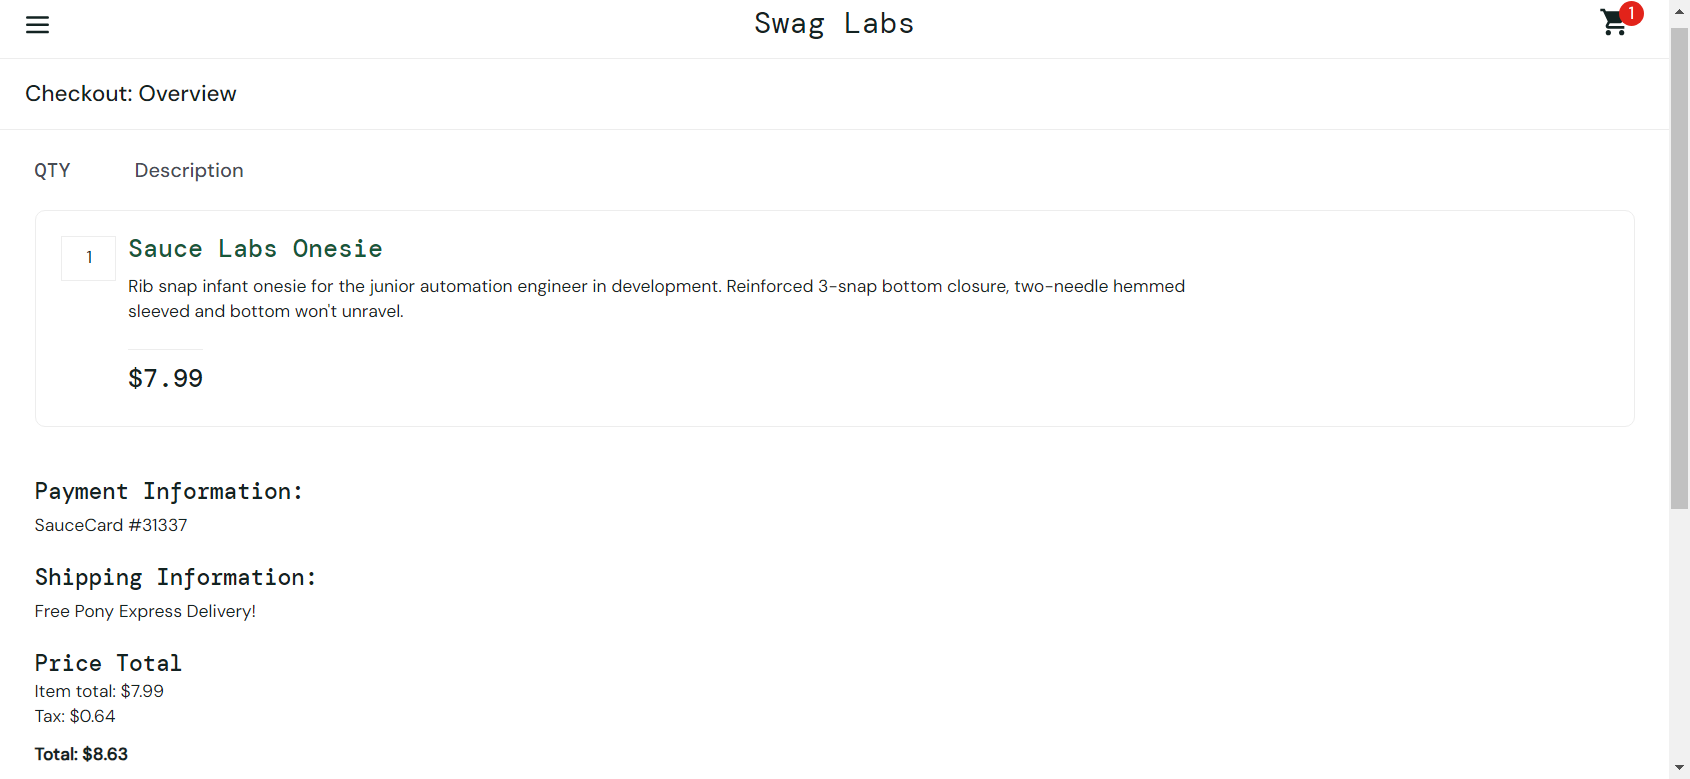 Swag Labs
1
Checkout: Overview
QTY Description
1
Sauce Labs Onesie
Rib snap infant onesie for the junior automation engineer in development. Reinforced 3-snap bottom closure, two-needle hemmed
sleeved and bottom won't unravel.
$7.99
Payment Information:
SauceCard #31337
Shipping Information:
Free Pony Express Delivery!
Price Total
Item total: $7.99
Tax: $0.64
Total: $8.63